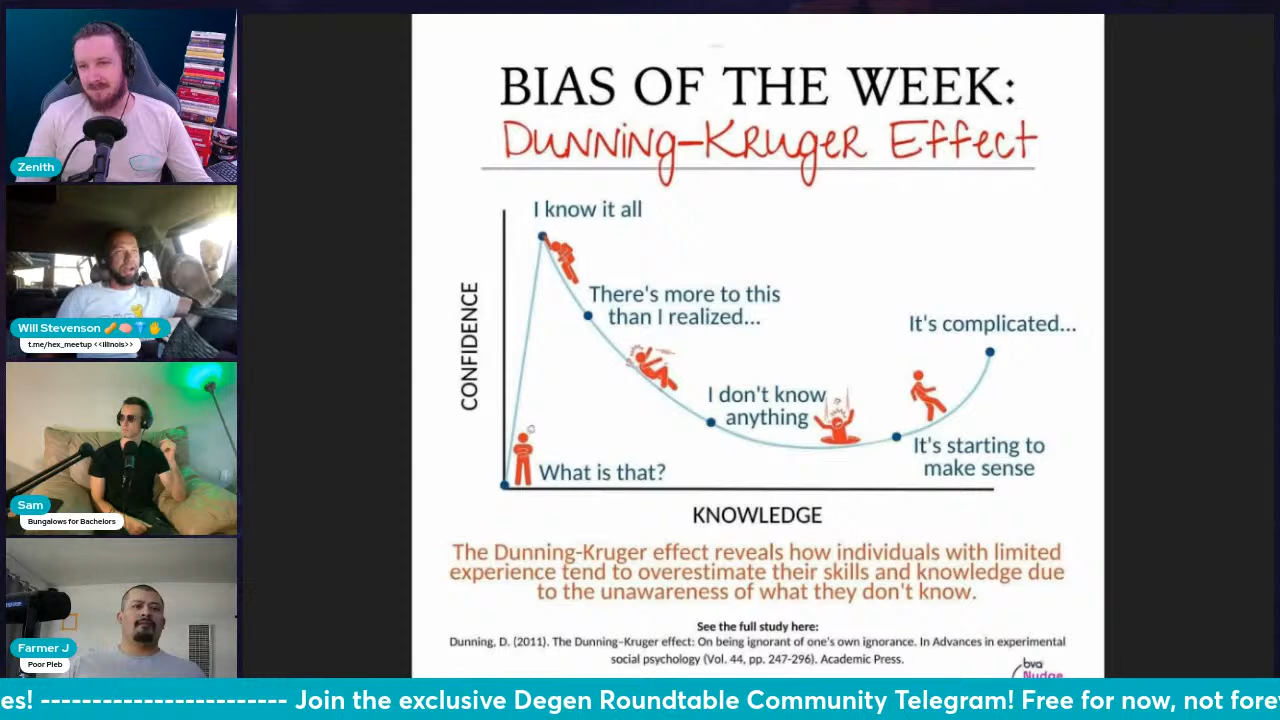 Zenith
Will Stevenson
t.me/hex_meetup <<Illinois>>
Sam
Bungalows for Bachelors
Farmer J
Poor Pleb
BIAS OF THE WEEK:
Dunning-Kruger Effect
I know it all
There's more to this
than I realized...
It's complicated...
I don't know
anything
It's starting to
make sense
What is that?
CONFIDENCE
KNOWLEDGE
The Dunning-Kruger effect reveals how individuals with limited
experience tend to overestimate their skills and knowledge due
to the unawareness of what they don't know.
See the full study here:
Dunning, D. (2011). The Dunning–Kruger effect: On being ignorant of one's own ignorance. In Advances in experimental
social psychology (Vol. 44, pp. 247-296). Academic Press.
bva
Nudge
es! ------------------------ Join the exclusive Degen Roundtable Community Telegram! Free for now, not fore